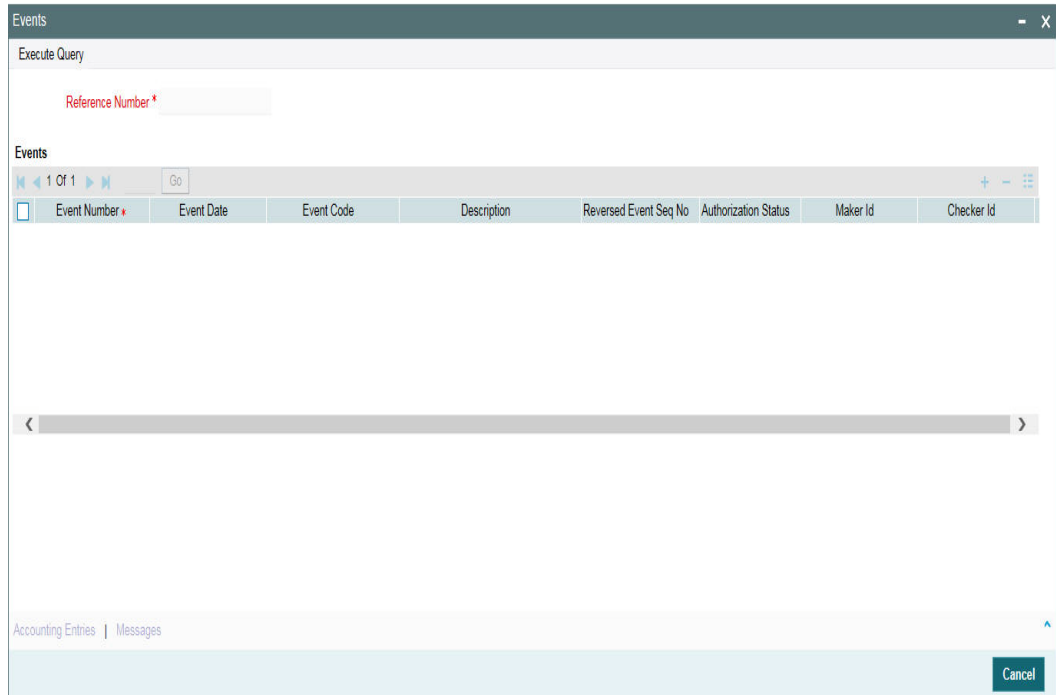 Events - X
Execute Query
Reference Number *
Events
1 Of 1 Go + -
Event Number * Event Date Event Code Description Reversed Event Seq No Authorization Status Maker Id Checker Id
Accounting Entries | Messages
Cancel